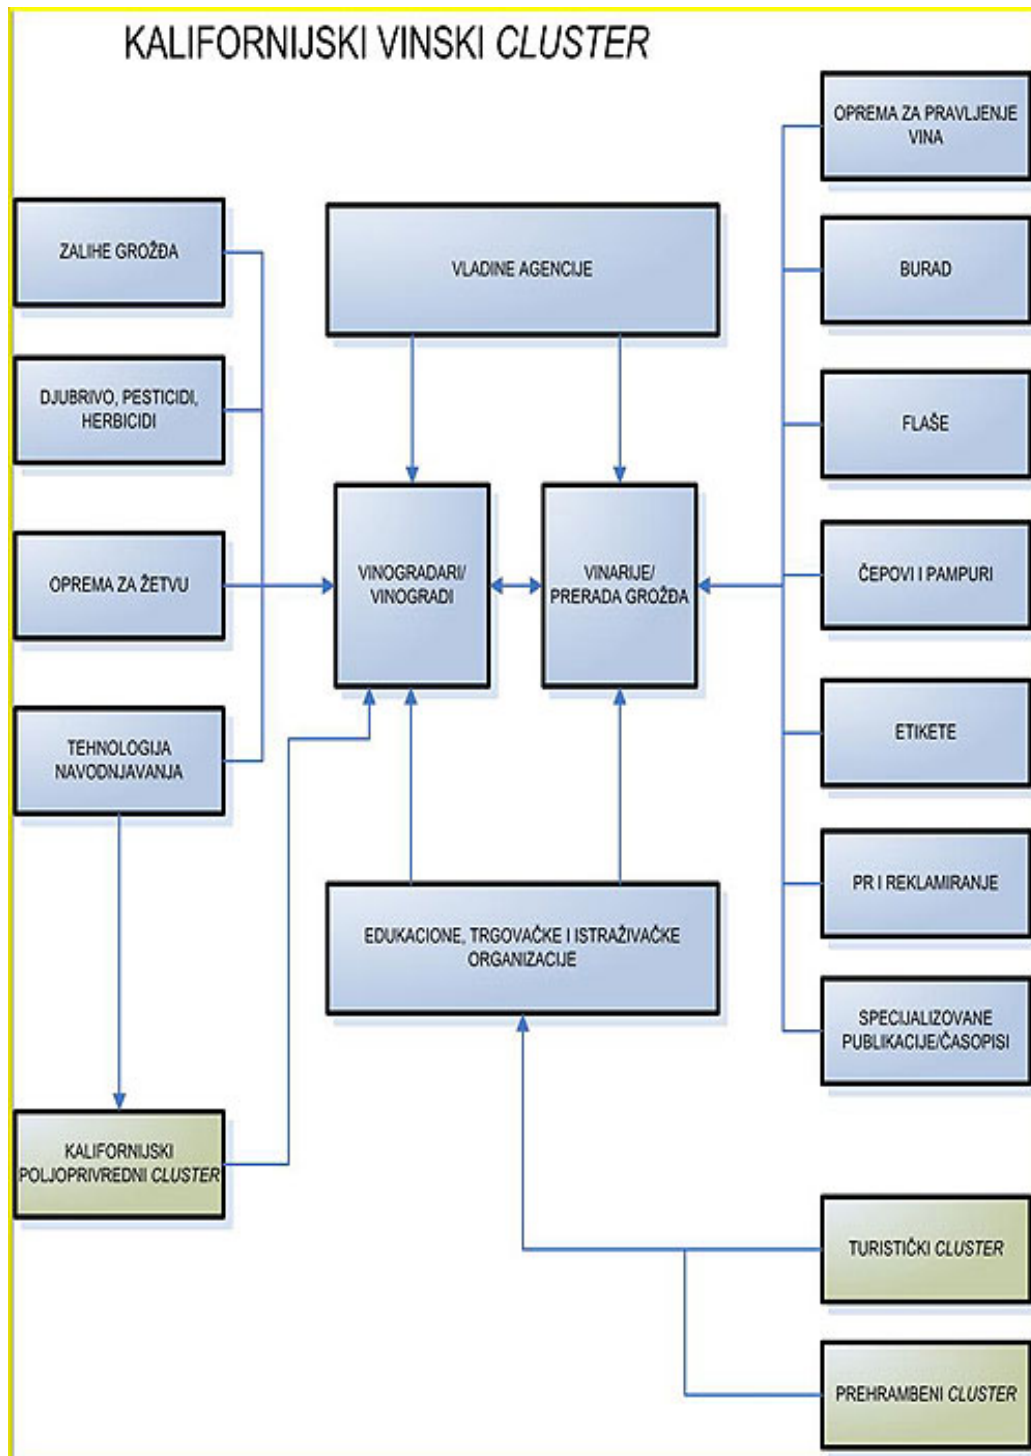 KALIFORNIJSKI VINSKI CLUSTER
ZALIHE GROŽĐA
DJUBRIVO, PESTICIDI,
HERBICIDI
OPREMA ZA ŽETVU
TEHNOLOGIJA
NAVODNJAVANJA
KALIFORNIJSKI
POLJOPRIVREDNI CLUSTER
VLADINE AGENCIJE
VINOGRADARI/
VINOGRADI
VINARIJE/
PRERADA GROŽĐA
EDUKACIONE, TRGOVAČKE I ISTRAŽIVAČKE
ORGANIZACIJE
OPREMA ZA PRAVLJENJE
VINA
BURAD
FLAŠE
ČEPOVI I PAMPURI
ETIKETE
PR I REKLAMIRANJE
SPECIJALIZOVANE
PUBLIKACIJE/ČASOPISI
TURISTIČKI CLUSTER
PREHRAMBENI CLUSTER